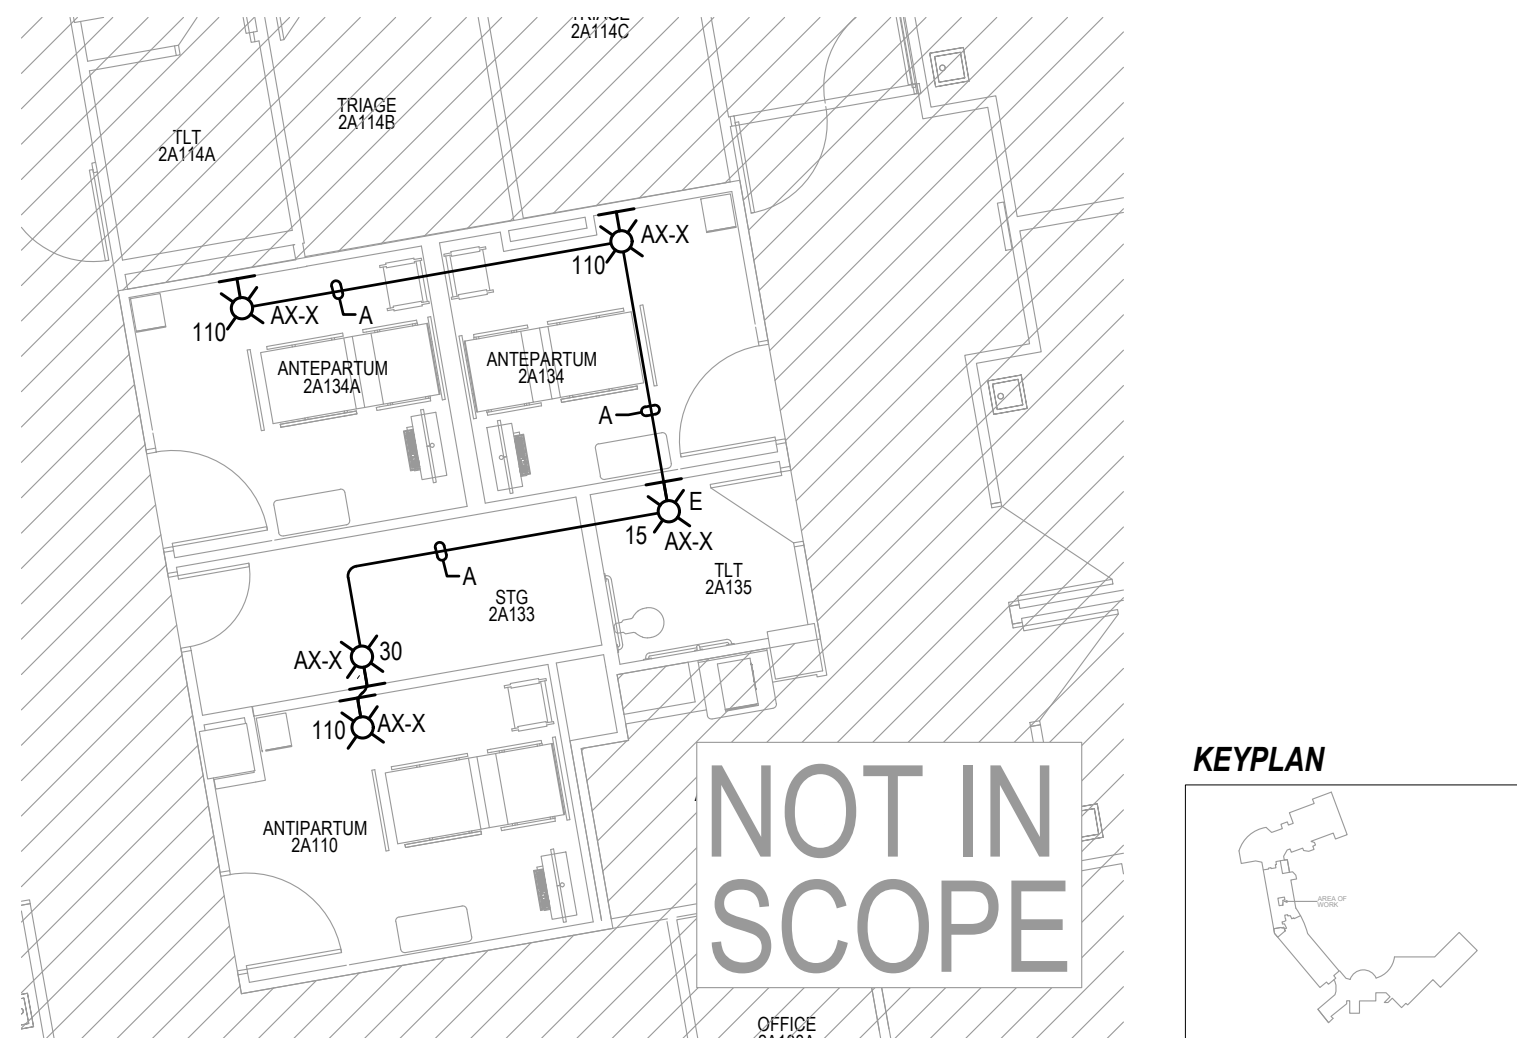 TRIAGE
2A114C
TRIAGE
2A114B
TLT
2A114A
AX-X
110
AX-X
110
A
ANTEPARTUM
2A134A
ANTEPARTUM
2A134
A
E
15
AX-X
A
TLT
2A135
STG
2A133
AX-X
30
110
AX-X
ANTIPARTUM
2A110
NOT IN
SCOPE
OFFICE
KEYPLAN
AREA OF
WORK